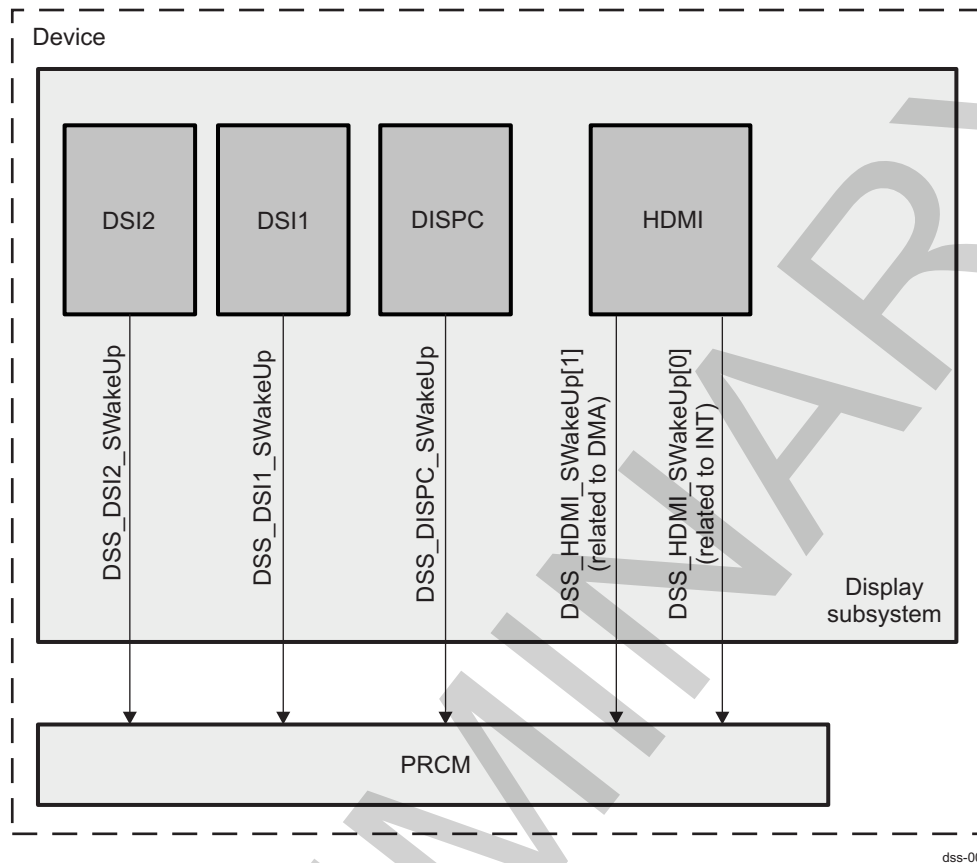 Device
DSI2
DSI1
DISPC
HDMI
DSS_DSI2_SWakeUp
DSS_DSI1_SWakeUp
DSS_DISPC_SWakeUp
DSS_HDMI_SWakeUp[1]
(related to DMA)
DSS_HDMI_SWakeUp[0]
(related to INT)
Display
subsystem
PRCM